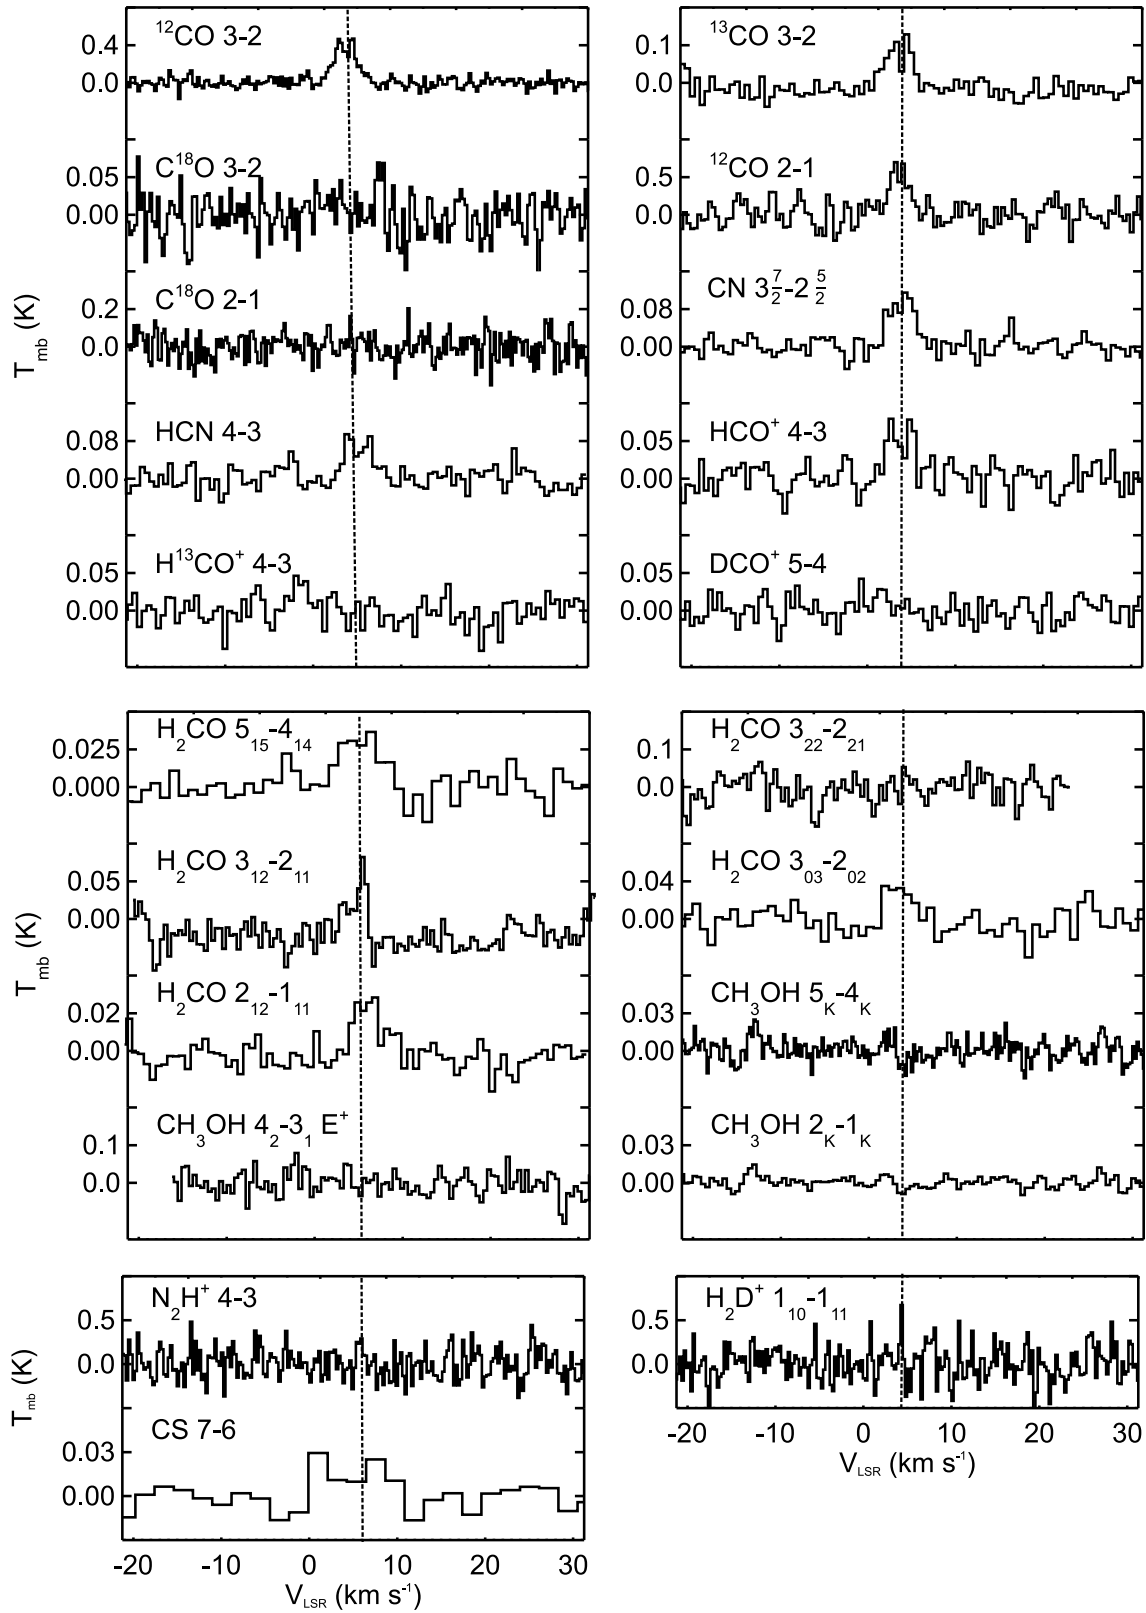 ¹²CO 3-2
0.4
0.0
C¹⁸O 3-2
0.05
0.00
C¹⁸O 2-1
0.2
0.0
HCN 4-3
0.08
0.00
H¹³CO⁺ 4-3
0.05
0.00
T_mb (K)
¹³CO 3-2
0.1
0.0
¹²CO 2-1
0.5
0.0
CN 3 7/2-2 5/2
0.08
0.00
HCO⁺ 4-3
0.05
0.00
DCO⁺ 5-4
0.05
0.00
H₂CO 5₁₅-4₁₄
0.025
0.000
H₂CO 3₁₂-2₁₁
0.05
0.00
H₂CO 2₁₂-1₁₁
0.02
0.00
CH₃OH 4₂-3₁ E⁺
0.1
0.0
T_mb (K)
H₂CO 3₂₂-2₂₁
0.1
0.0
H₂CO 3₀₃-2₀₂
0.04
0.00
CH₃OH 5_K-4_K
0.03
0.00
CH₃OH 2_K-1_K
0.03
0.00
N₂H⁺ 4-3
0.5
0.0
CS 7-6
0.03
0.00
T_mb (K)
-20 -10 0 10 20 30
V_LSR (km s⁻¹)
H₂D⁺ 1₁₀-1₁₁
0.5
0.0
-20 -10 0 10 20 30
V_LSR (km s⁻¹)